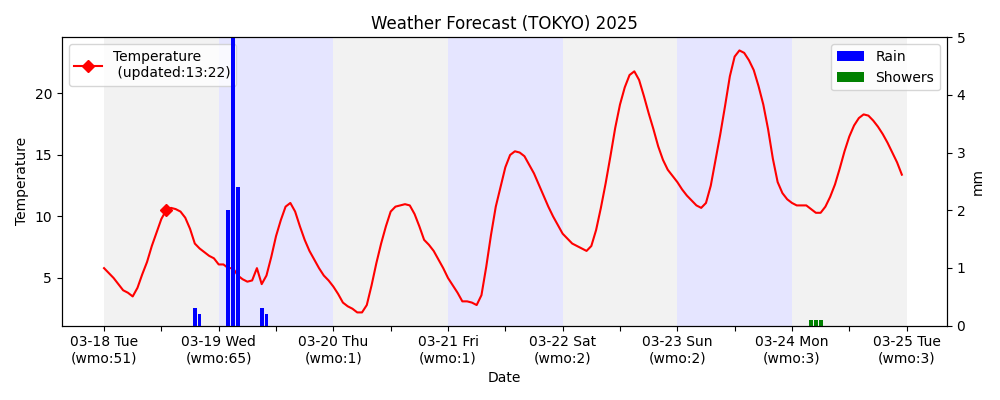 Weather Forecast (TOKYO) 2025
Temperature
(updated:13:22)
Rain
Showers
Temperature
20
15
10
5
5
4
3
2
1
0
mm
03-18 Tue
(wmo:51)
03-19 Wed
(wmo:65)
03-20 Thu
(wmo:1)
03-21 Fri
(wmo:1)
03-22 Sat
(wmo:2)
03-23 Sun
(wmo:2)
03-24 Mon
(wmo:3)
03-25 Tue
(wmo:3)
Date